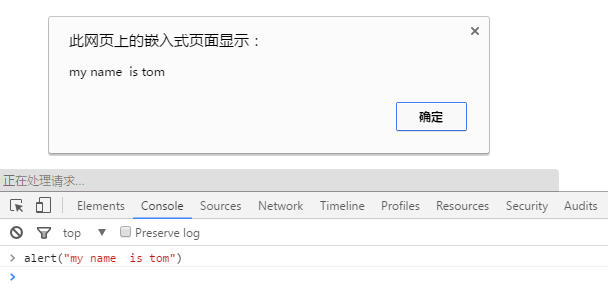 此网页上的嵌入式页面显示：
my name  is tom
确定
正在处理请求...
Elements Console Sources Network Timeline Profiles Resources Security Audits
top Preserve log
alert("my name  is tom")